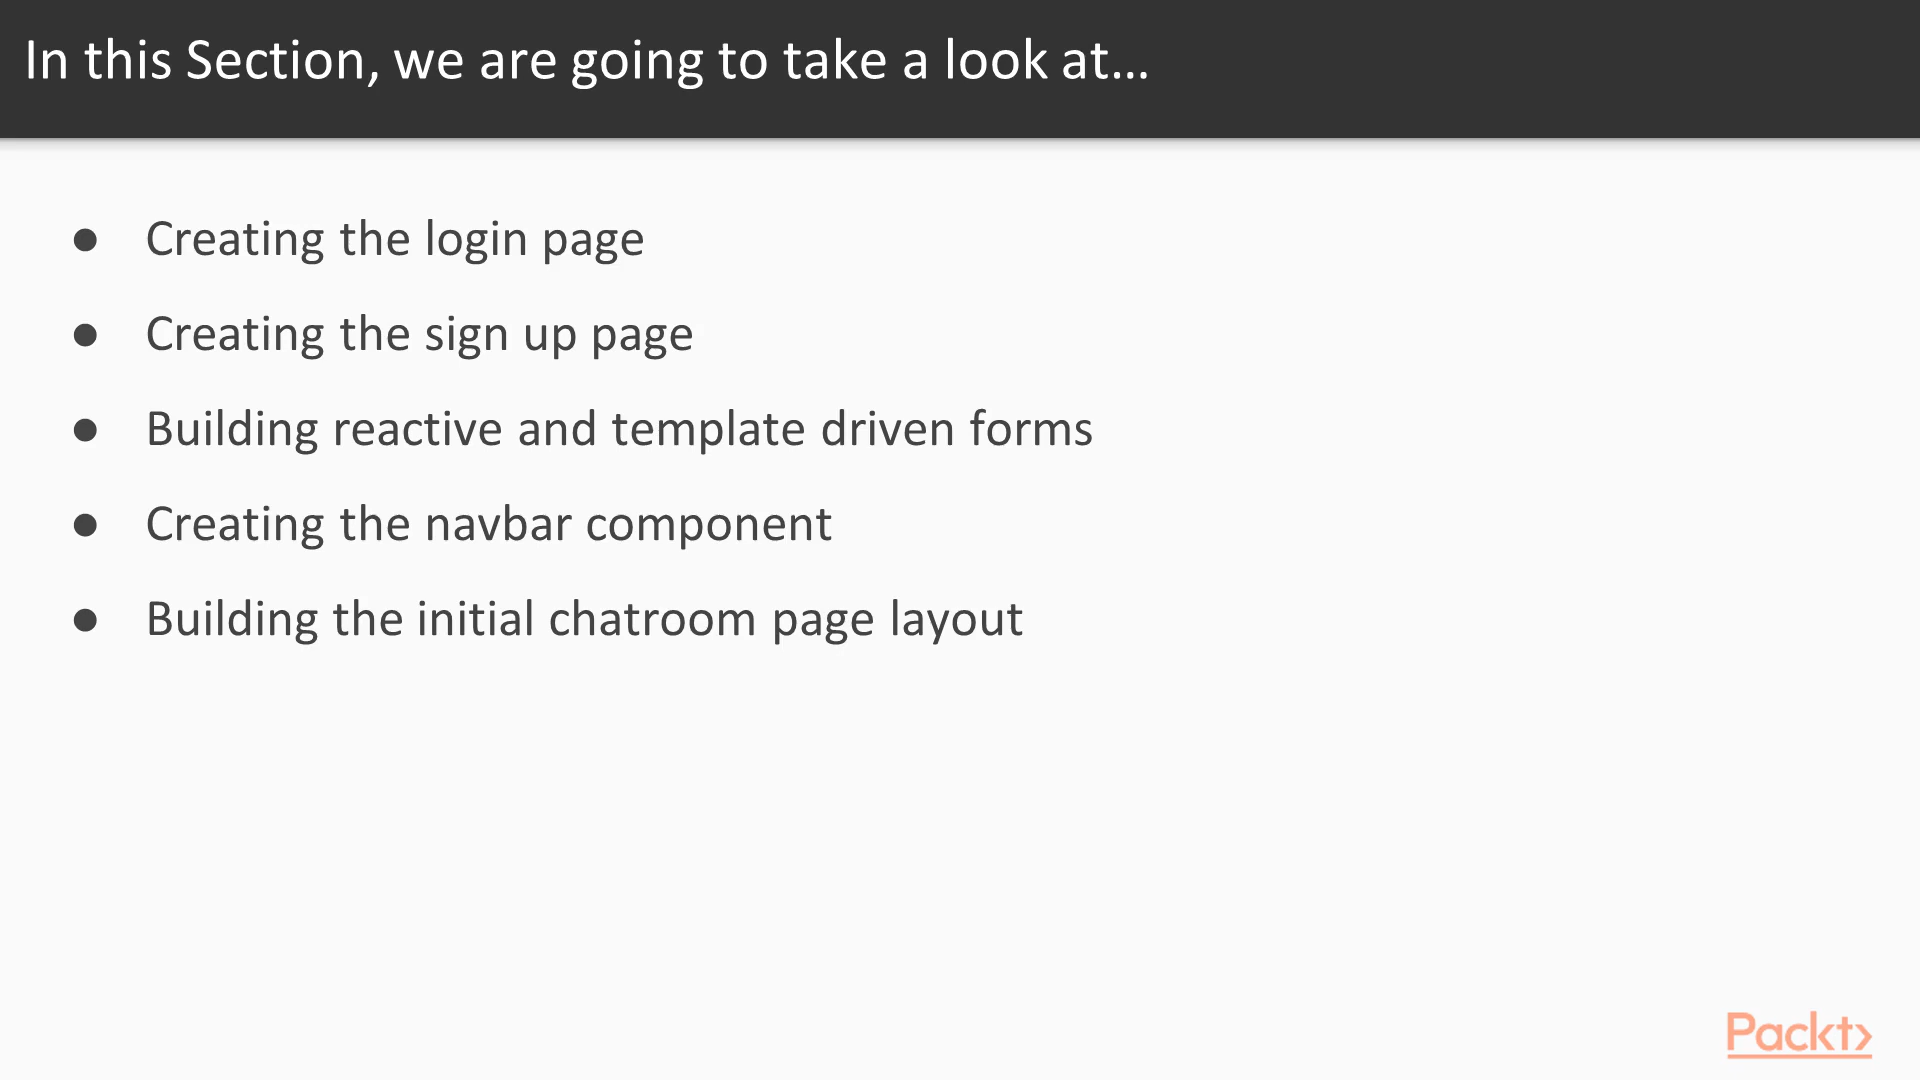 In this Section, we are going to take a look at...
● Creating the login page
● Creating the sign up page
● Building reactive and template driven forms
● Creating the navbar component
● Building the initial chatroom page layout
Packt>